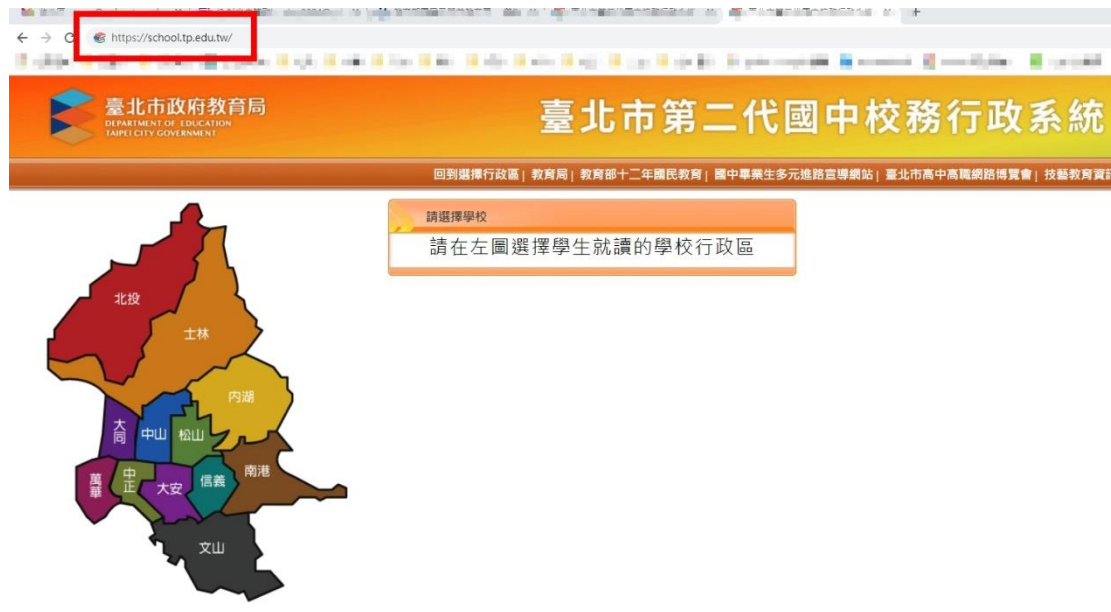 https://school.tp.edu.tw/
臺北市政府教育局
DEPARTMENT OF EDUCATION
TAIPEI CITY GOVERNMENT
臺北市第二代國中校務行政系統
回到選擇行政區| 教育局| 教育部十二年國民教育| 國中畢業生多元進路宣導網站| 臺北市高中高職網路博覽會| 技藝教育資
請選擇學校
請在左圖選擇學生就讀的學校行政區
北投
士林
內湖
大同
中山
松山
南港
萬華
中正
大安
信義
文山